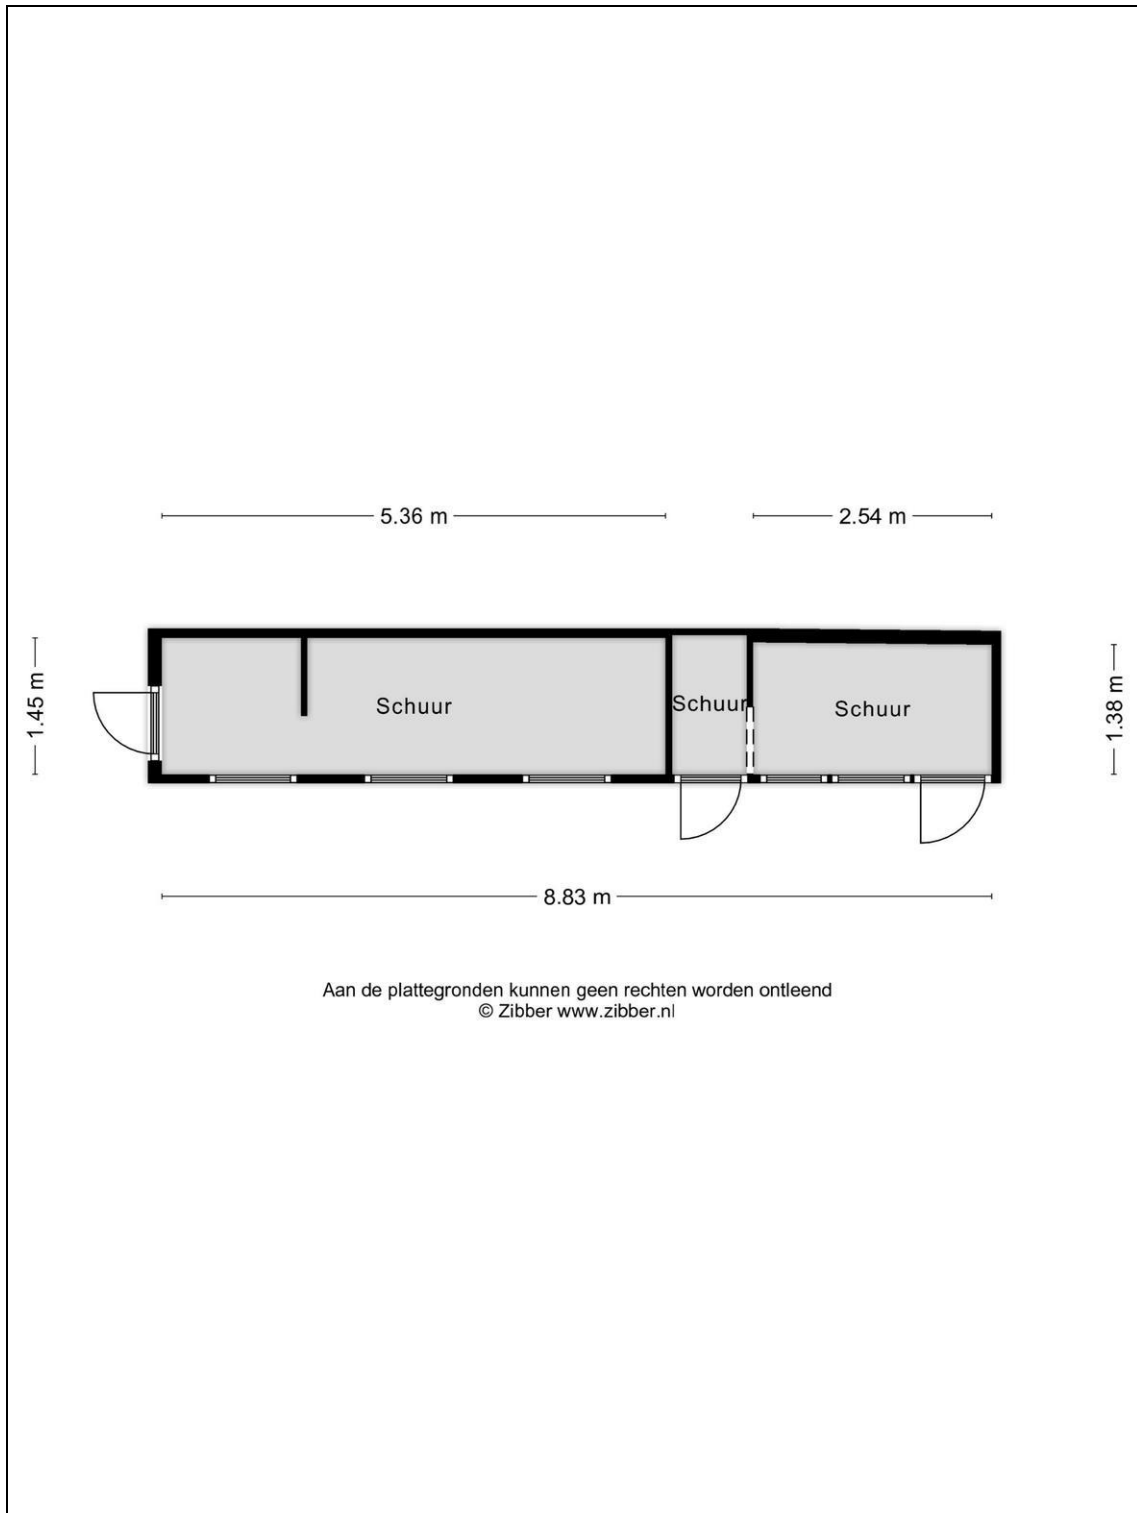 5.36 m
2.54 m
1.45 m
Schuur
Schuur
Schuur
1.38 m
8.83 m
Aan de plattegronden kunnen geen rechten worden ontleend
© Zibber www.zibber.nl